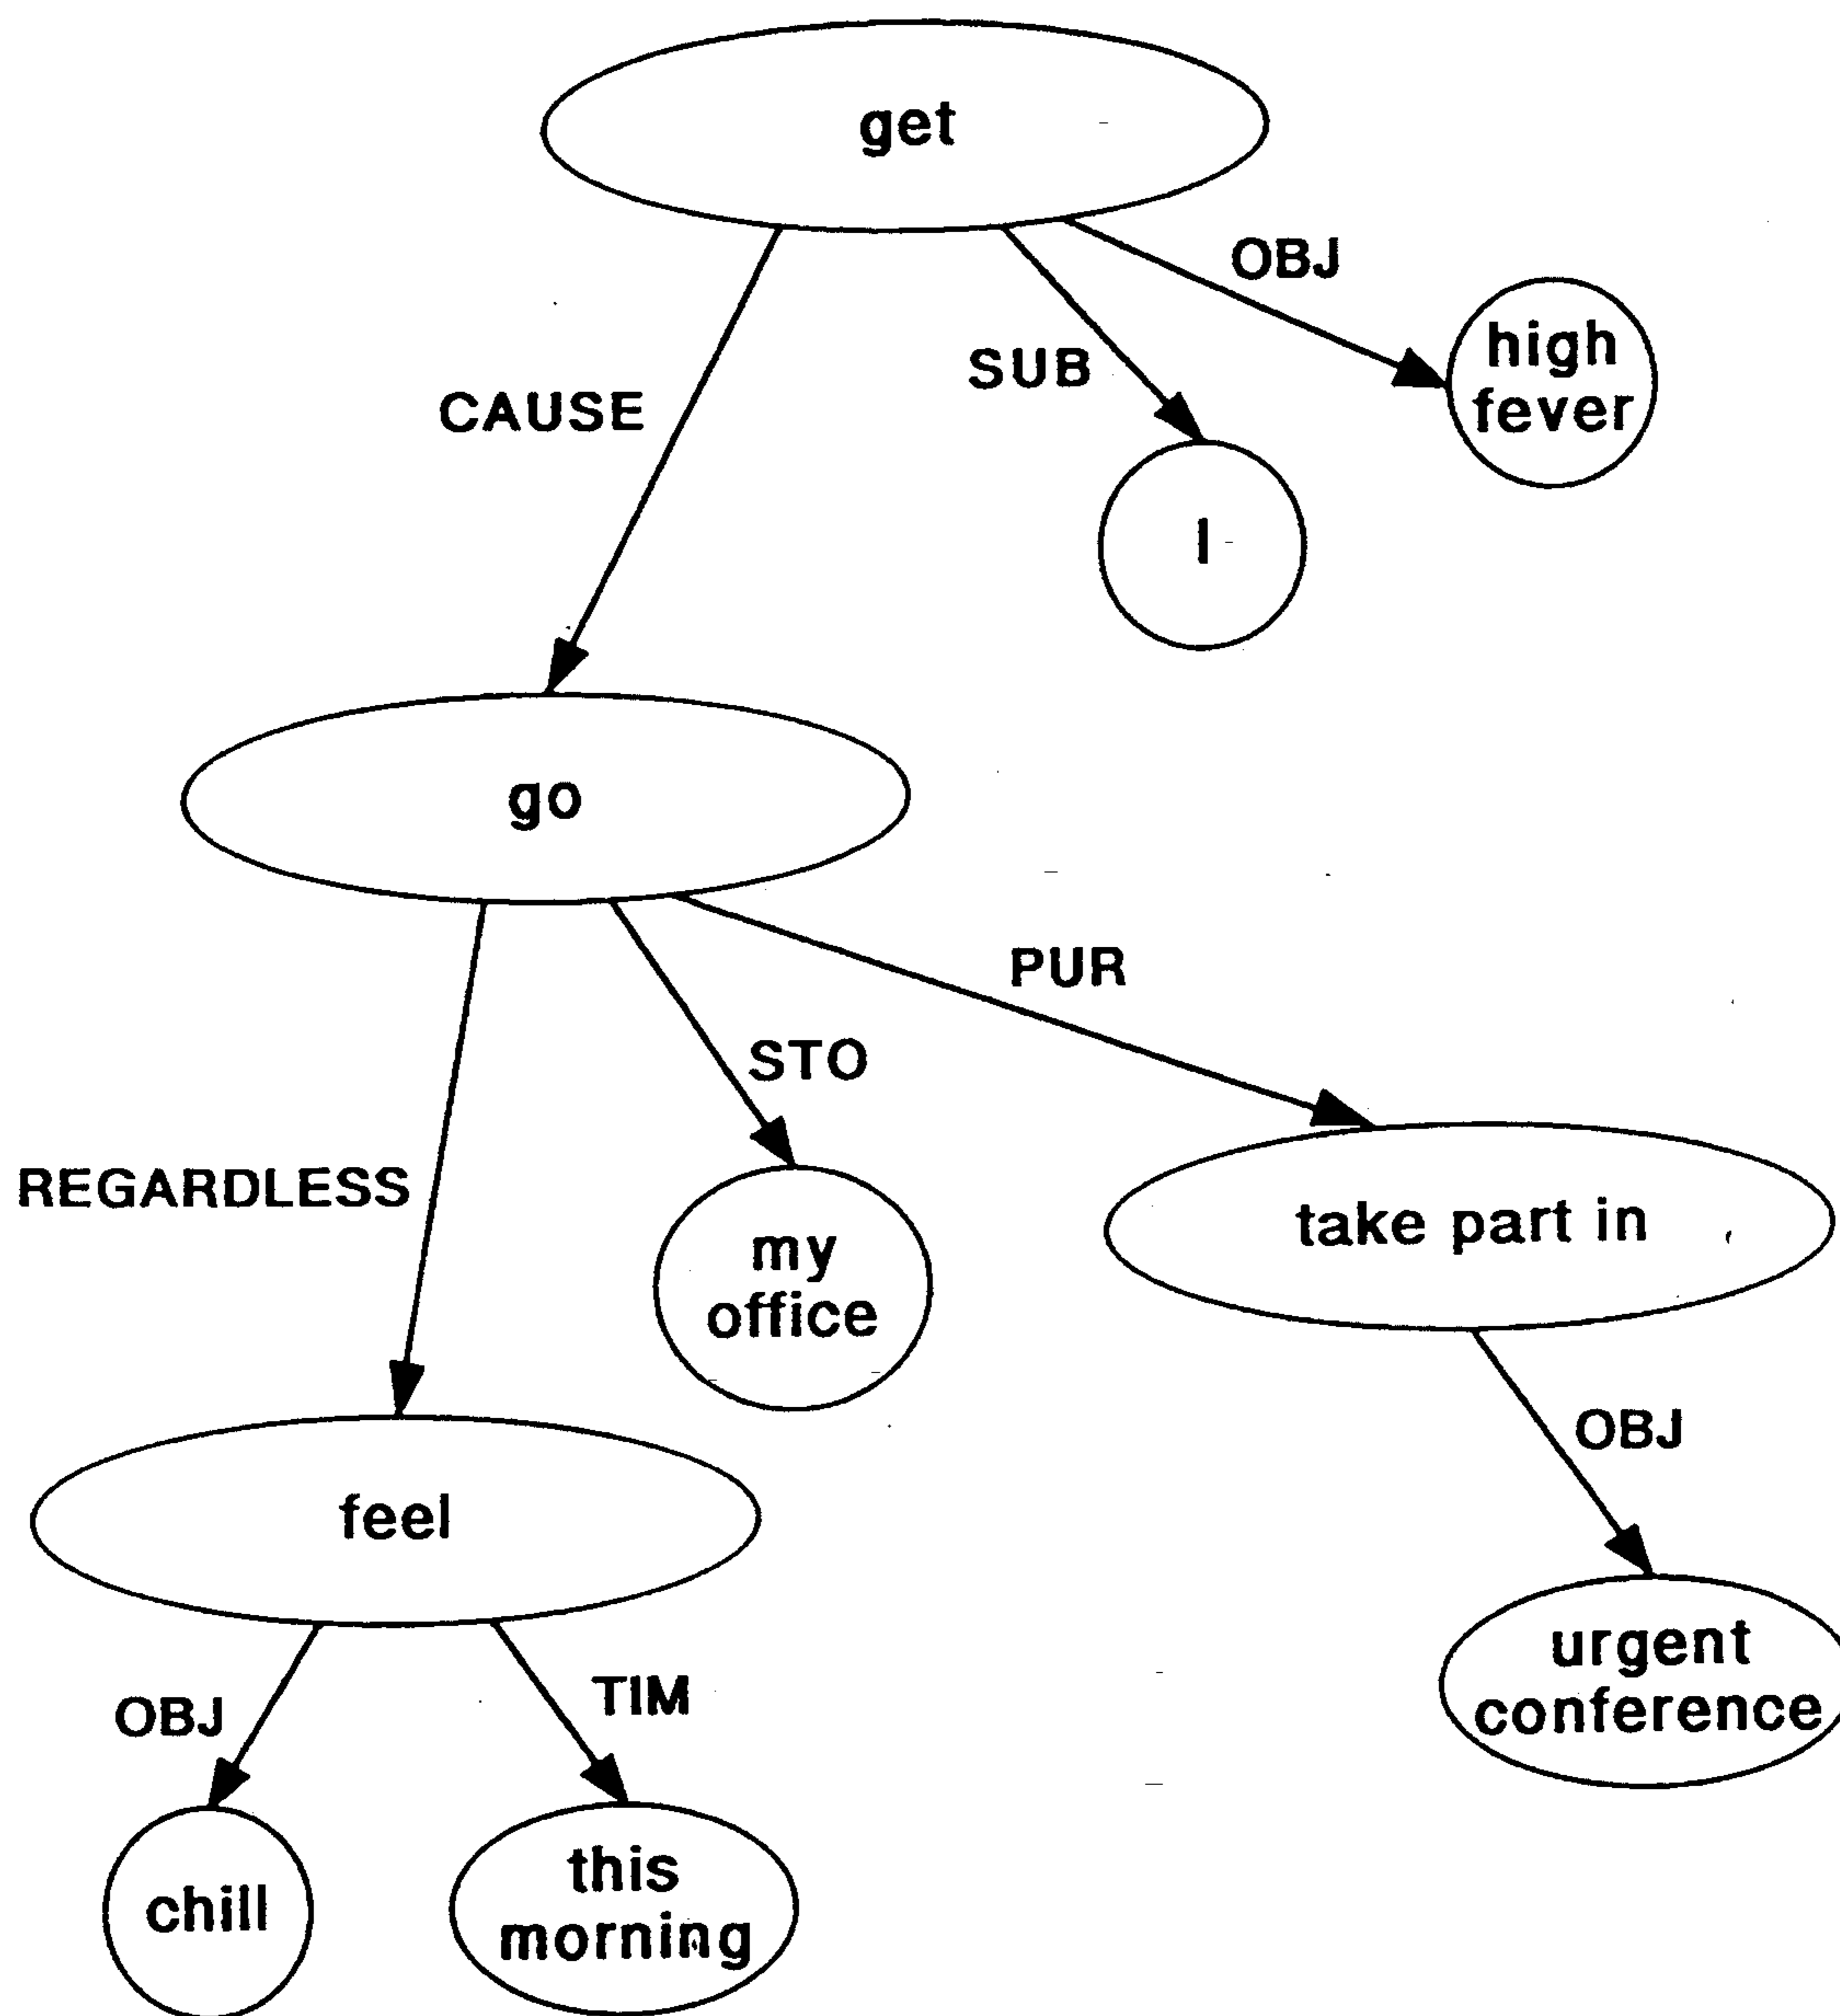 get
OBJ
high
fever
SUB
CAUSE
I
go
PUR
STO
REGARDLESS
my
office
take part in
OBJ
feel
urgent
conference
TIM
OBJ
chill
this
morning